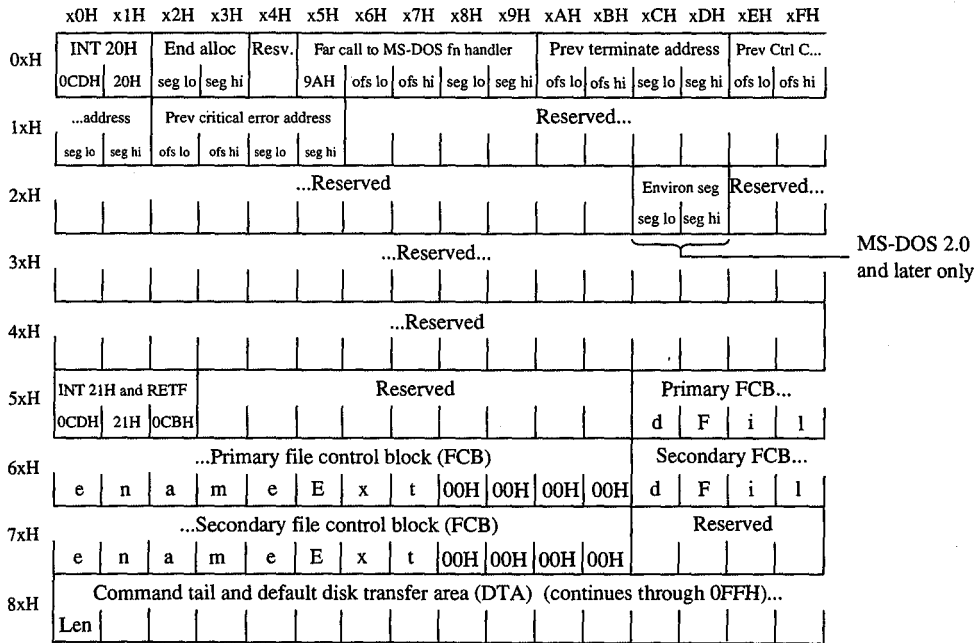 x0H x1H x2H x3H x4H x5H x6H x7H x8H x9H xAH xBH xCH xDH xEH xFH
0xH
INT 20H End alloc Resv. Far call to MS-DOS fn handler Prev terminate address Prev Ctrl C...
0CDH 20H seg lo seg hi 9AH ofs lo ofs hi seg lo seg hi ofs lo ofs hi seg lo seg hi ofs lo ofs hi
1xH
...address Prev critical error address Reserved...
seg lo seg hi ofs lo ofs hi seg lo seg hi
2xH
...Reserved Environ seg Reserved...
seg lo seg hi
MS-DOS 2.0
and later only
3xH
...Reserved...
4xH
...Reserved
5xH
INT 21H and RETF Reserved Primary FCB...
0CDH 21H 0CBH d F i l
6xH
...Primary file control block (FCB) Secondary FCB...
e n a m e E x t 00H 00H 00H 00H d F i l
7xH
...Secondary file control block (FCB) Reserved
e n a m e E x t 00H 00H 00H 00H
8xH
Command tail and default disk transfer area (DTA) (continues through 0FFH)...
Len